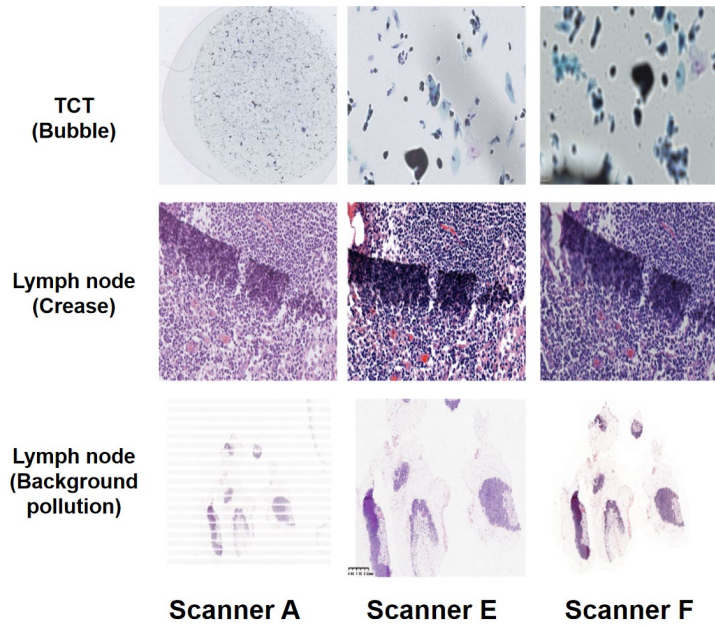 TCT
(Bubble)
Lymph node
(Crease)
Lymph node
(Background
pollution)
Scanner A
Scanner E
Scanner F